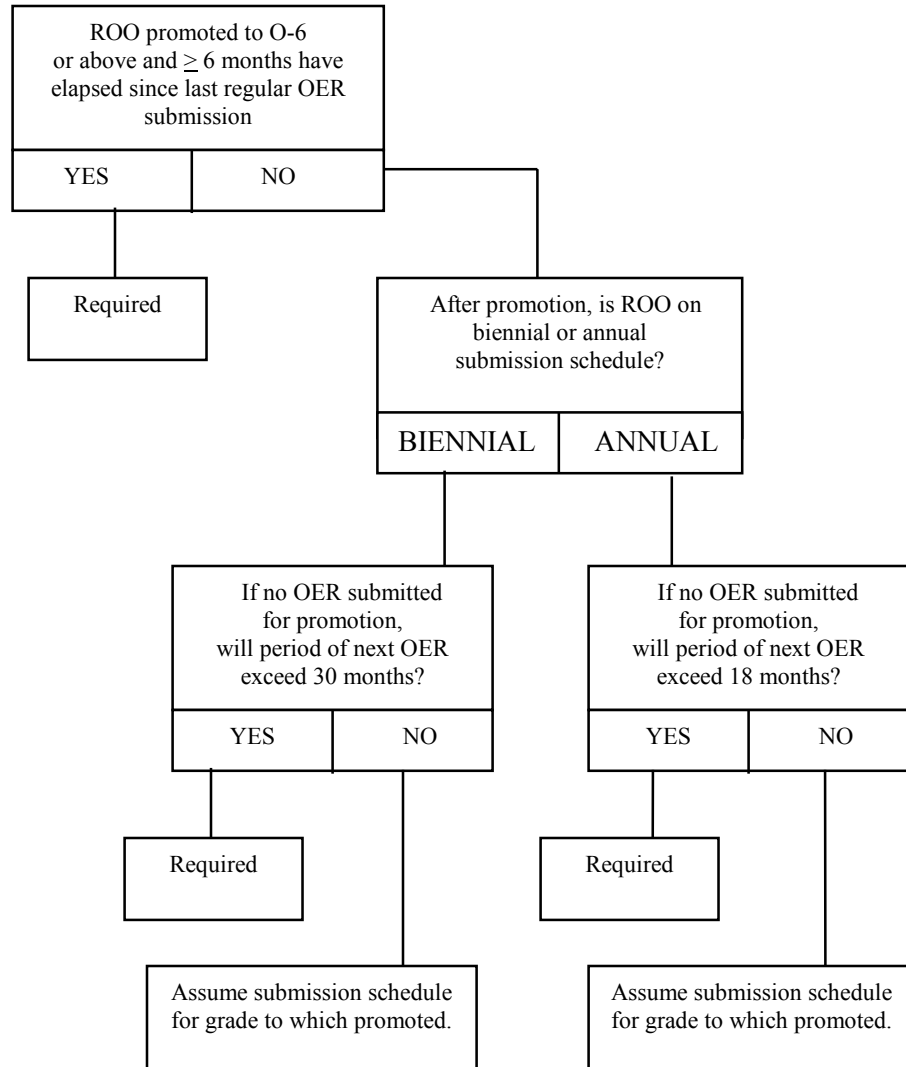 ROO promoted to O-6
or above and ≥ 6 months have
elapsed since last regular OER
submission
YES NO
Required
After promotion, is ROO on
biennial or annual
submission schedule?
BIENNIAL ANNUAL
If no OER submitted
for promotion,
will period of next OER
exceed 30 months?
YES NO
If no OER submitted
for promotion,
will period of next OER
exceed 18 months?
YES NO
Required
Required
Assume submission schedule
for grade to which promoted.
Assume submission schedule
for grade to which promoted.